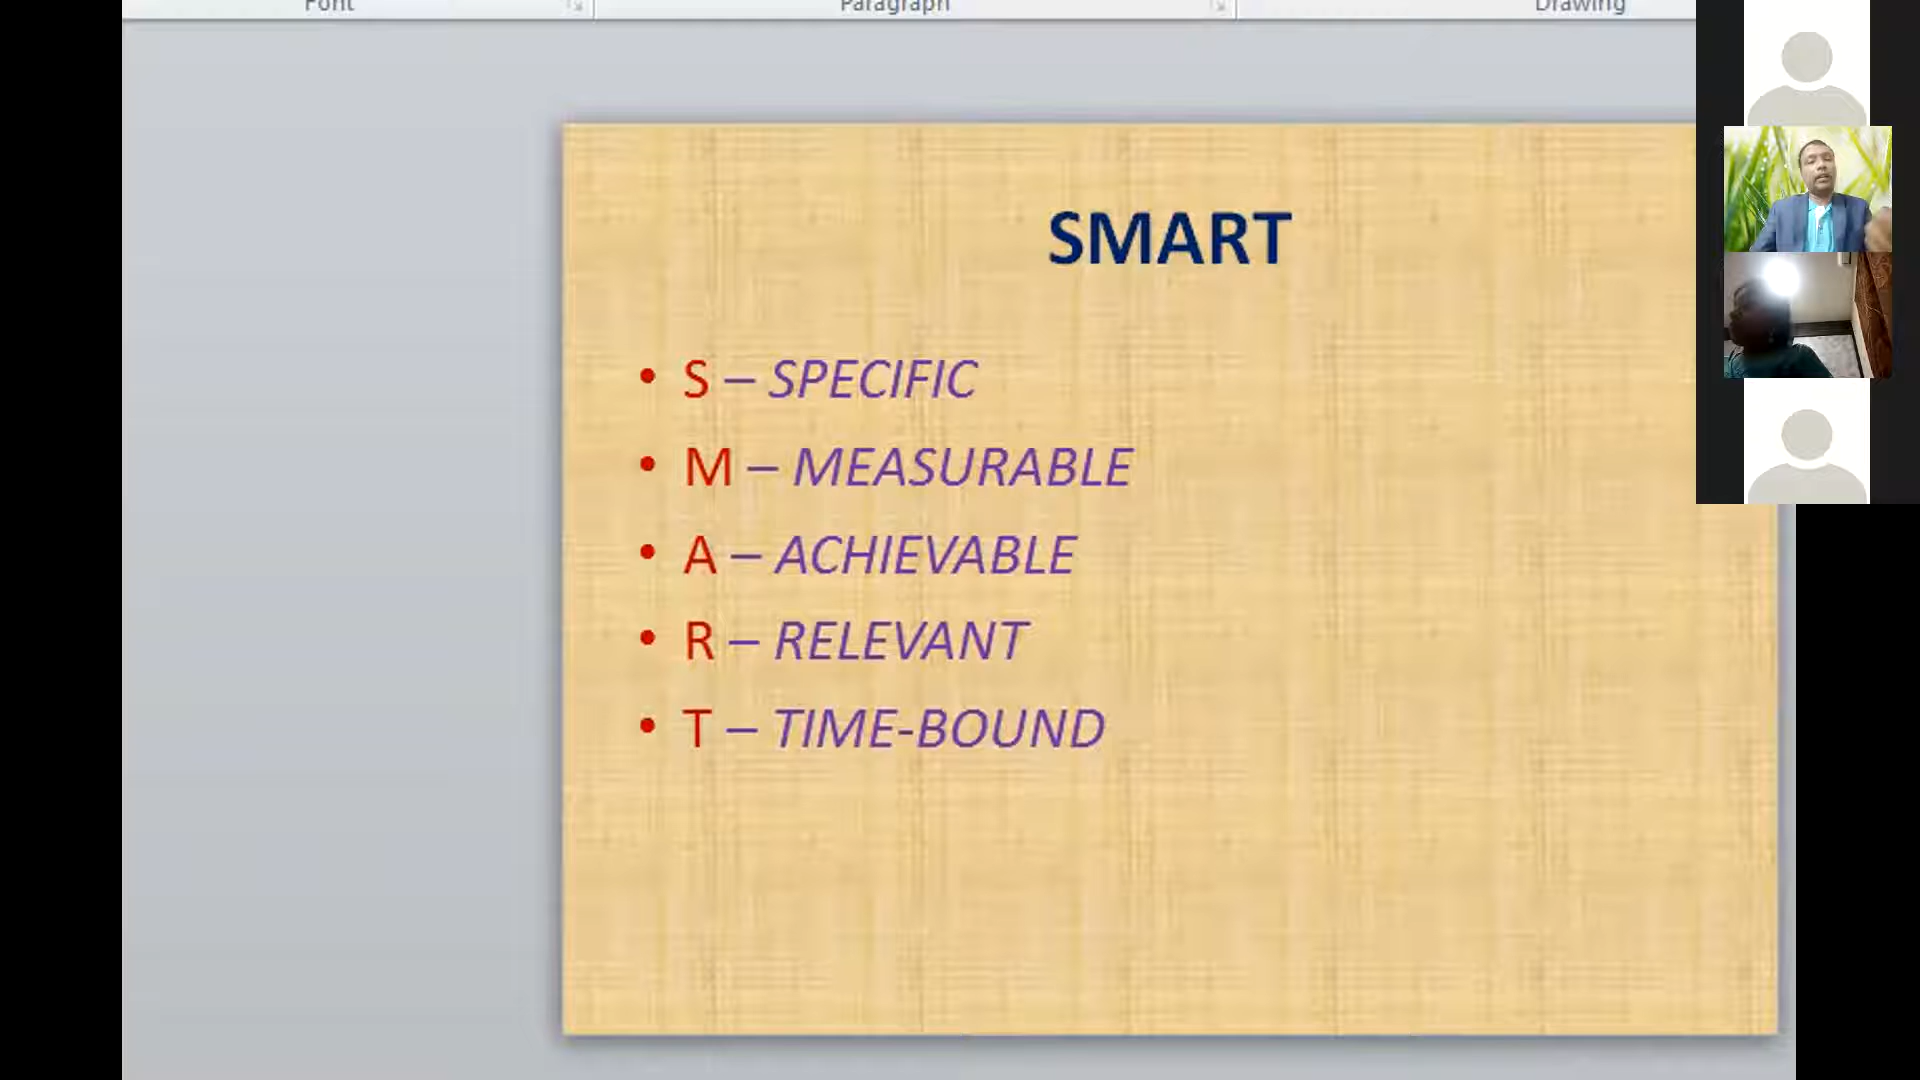 Font Paragraph Drawing
SMART
• S – SPECIFIC
• M – MEASURABLE
• A – ACHIEVABLE
• R – RELEVANT
• T – TIME-BOUND